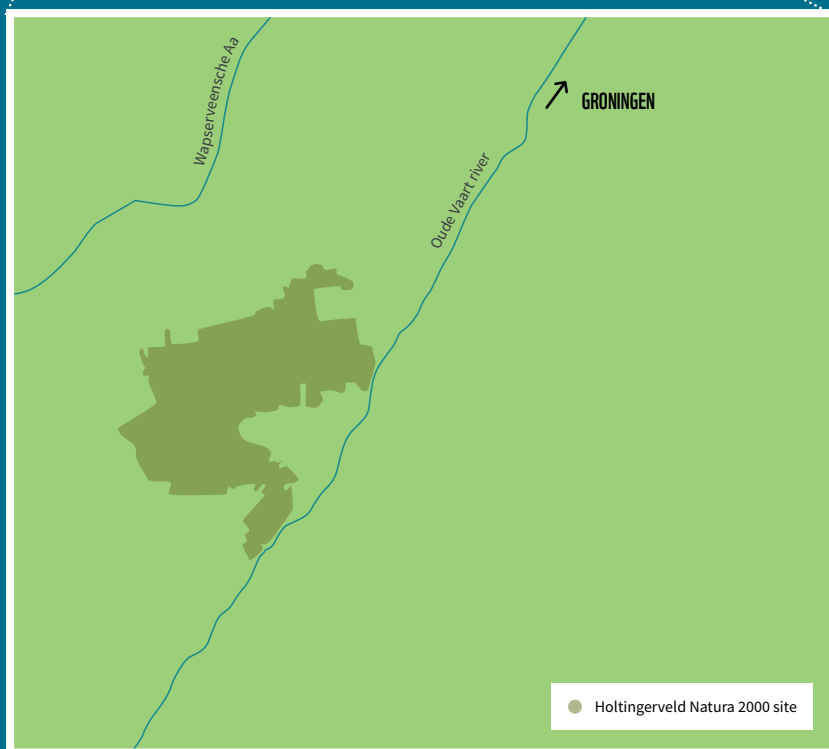 Wapserveensche Aa
GRONINGEN
Oude Vaart river
Holtingerveld Natura 2000 site